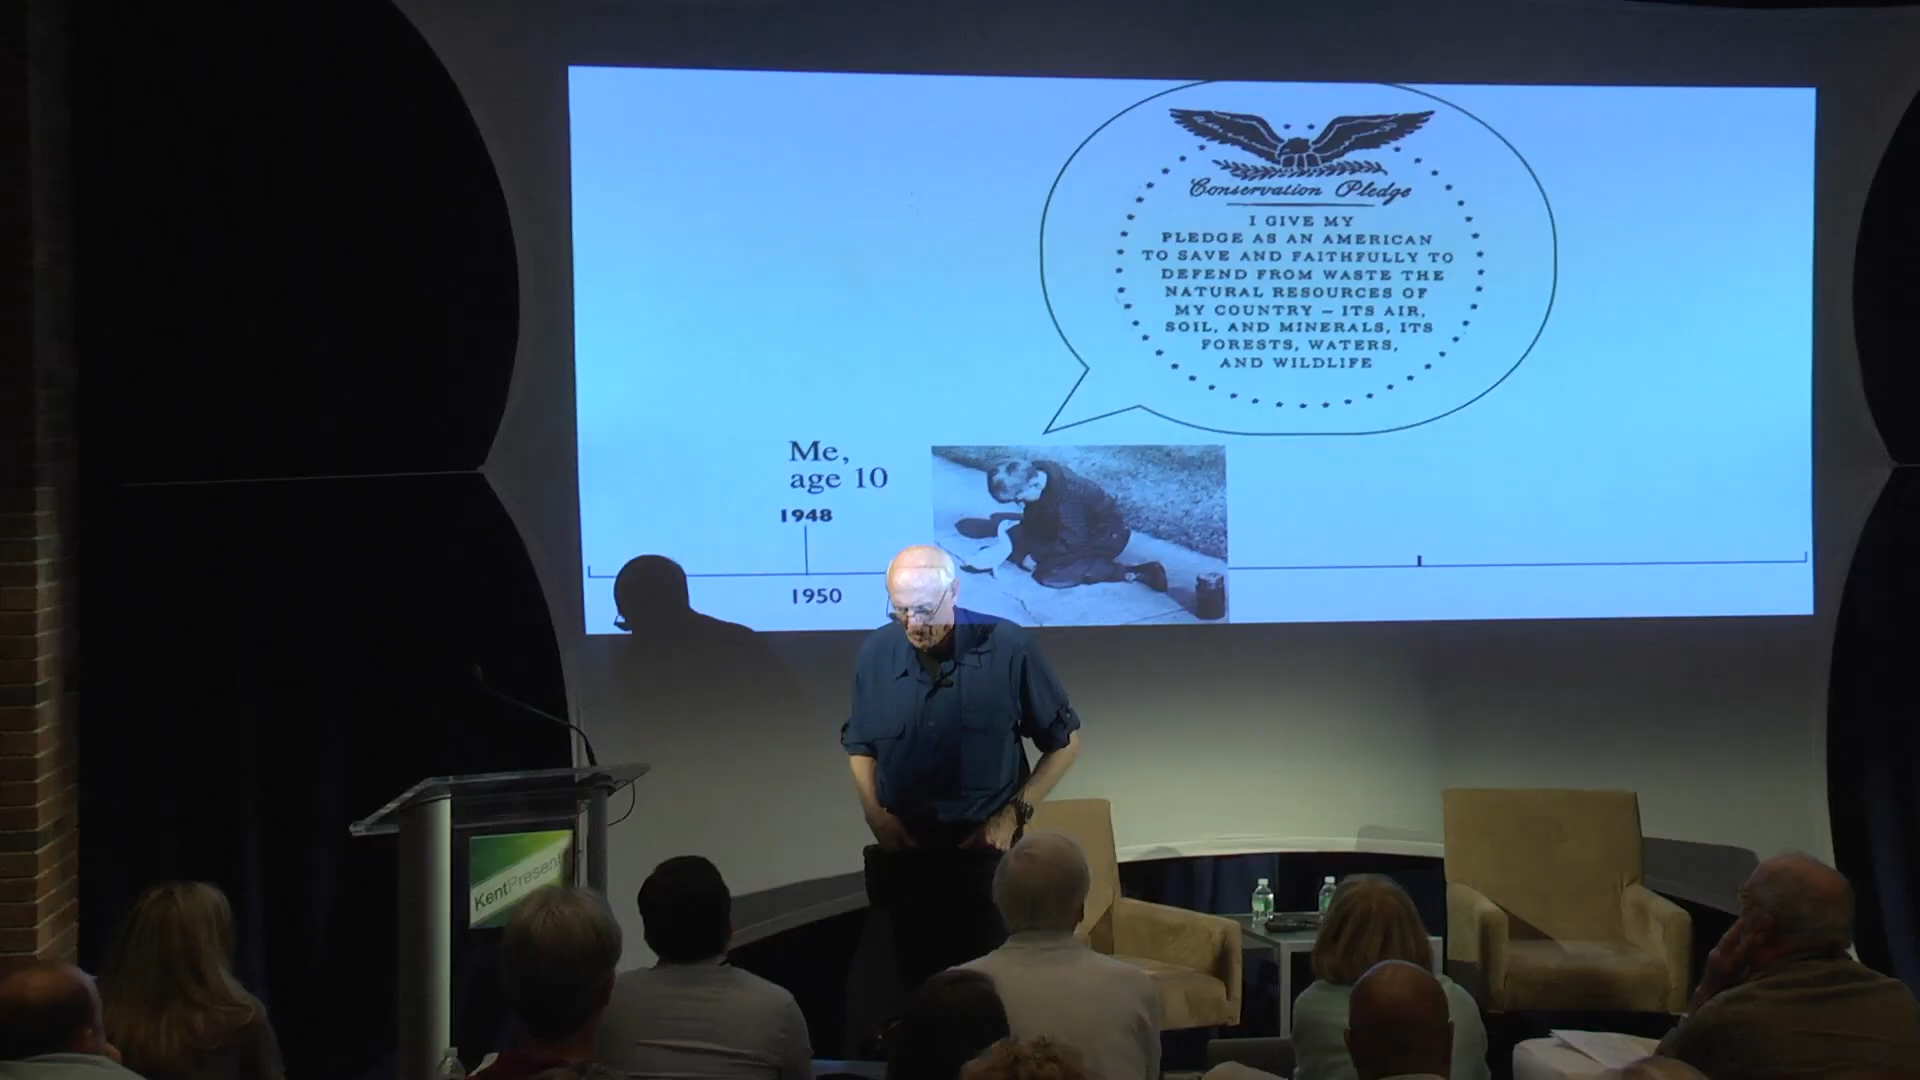 Conservation Pledge
I GIVE MY
PLEDGE AS AN AMERICAN
TO SAVE AND FAITHFULLY TO
DEFEND FROM WASTE THE
NATURAL RESOURCES OF
MY COUNTRY – ITS AIR,
SOIL, AND MINERALS, ITS
FORESTS, WATERS,
AND WILDLIFE
Me,
age 10
1948
1950
KentPresents